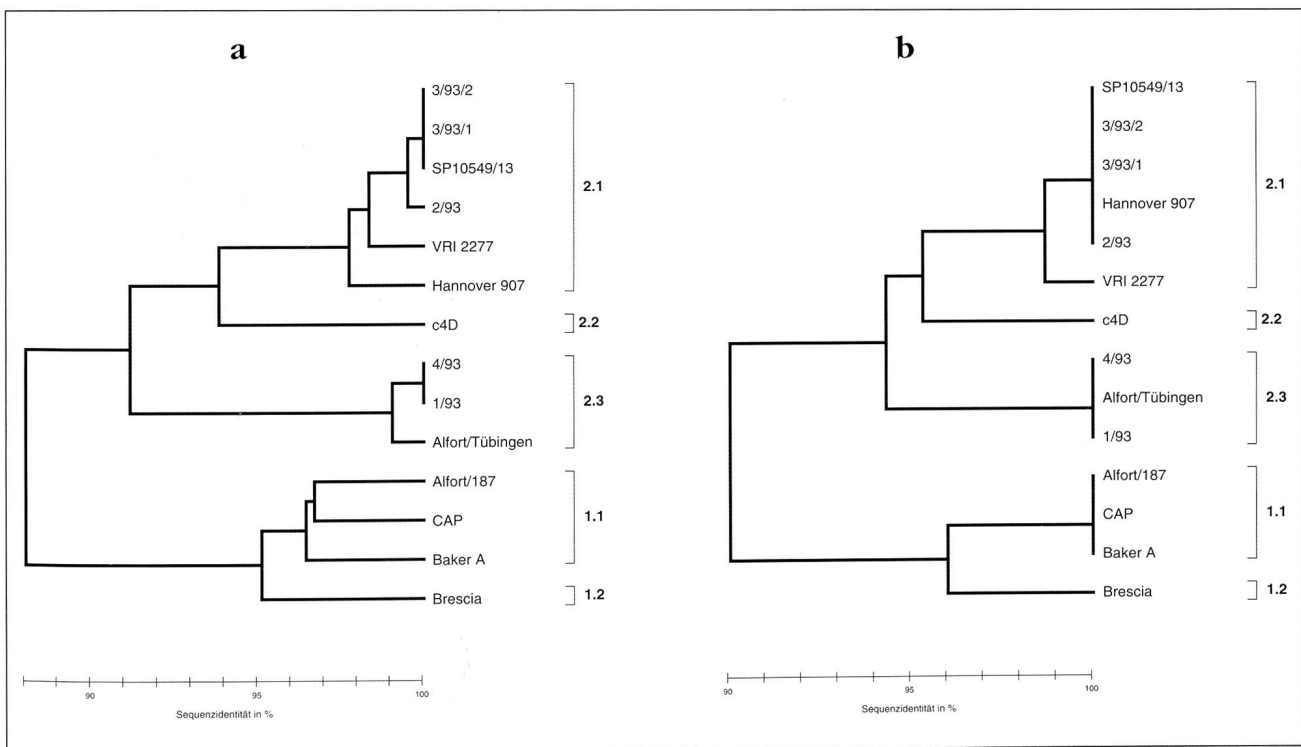 a
3/93/2
3/93/1
SP10549/13
2/93
VRI 2277
Hannover 907
c4D
4/93
1/93
Alfort/Tübingen
Alfort/187
CAP
Baker A
Brescia
2.1
2.2
2.3
1.1
1.2
90 95 100
Sequenzidentität in %
b
SP10549/13
3/93/2
3/93/1
Hannover 907
2/93
VRI 2277
c4D
4/93
Alfort/Tübingen
1/93
Alfort/187
CAP
Baker A
Brescia
2.1
2.2
2.3
1.1
1.2
90 95 100
Sequenzidentität in %